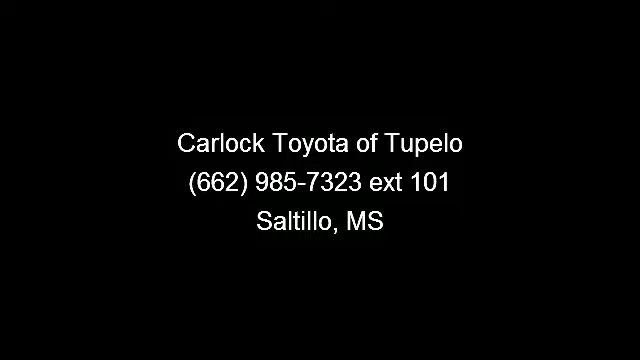 Carlock Toyota of Tupelo
(662) 985-7323 ext 101
Saltillo, MS